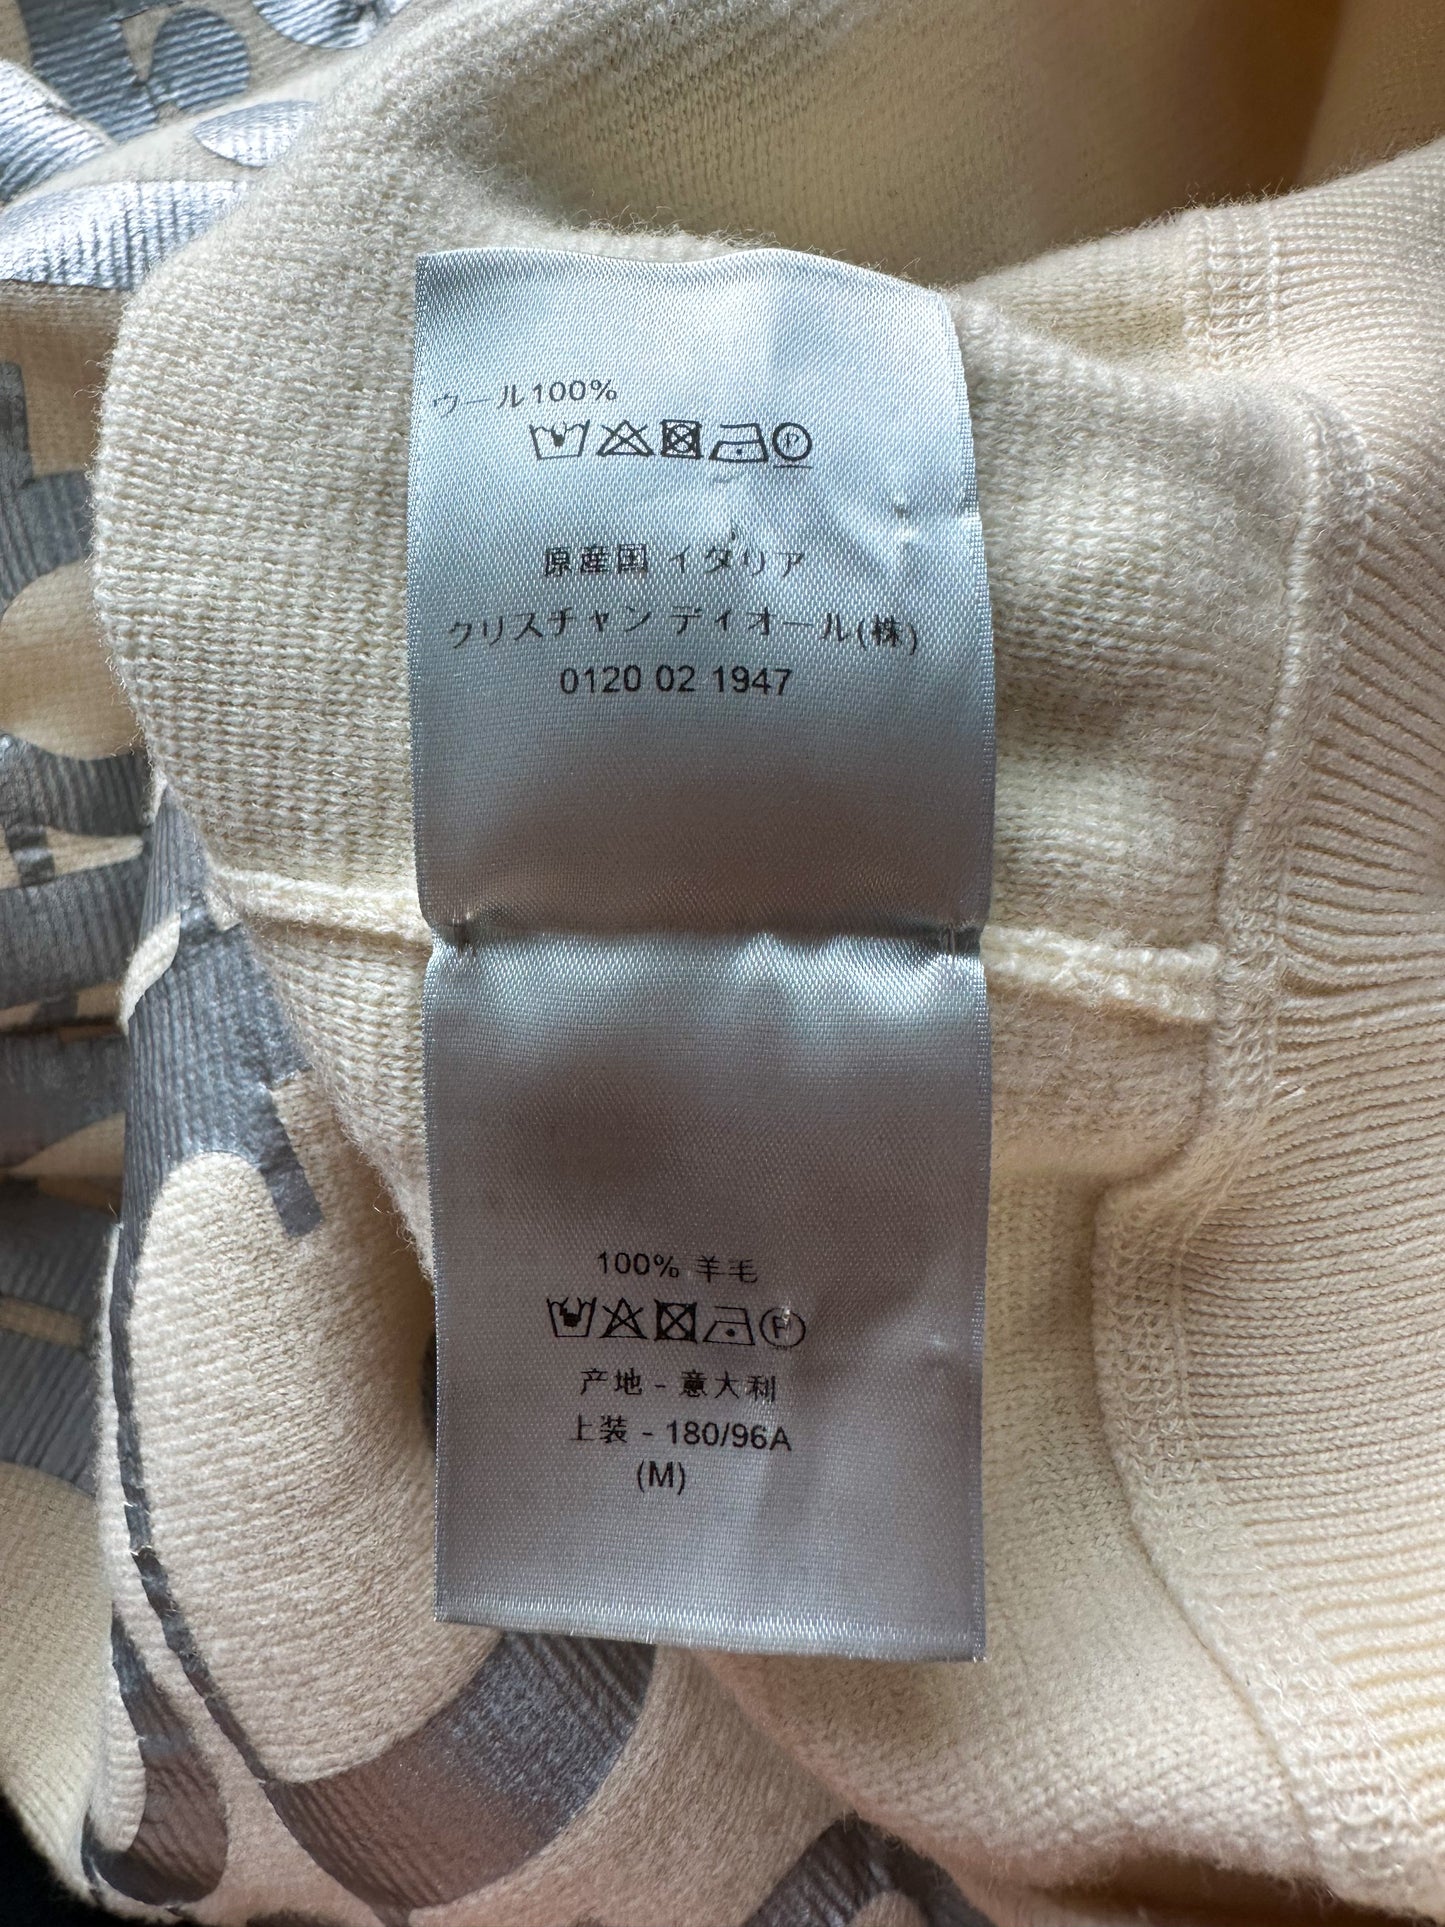 ウール100%
P
原産国 イタリア
クリスチャン ディオール(株)
0120 02 1947
100% 羊毛
P
产地 - 意大利
上装 - 180/96A
(M)